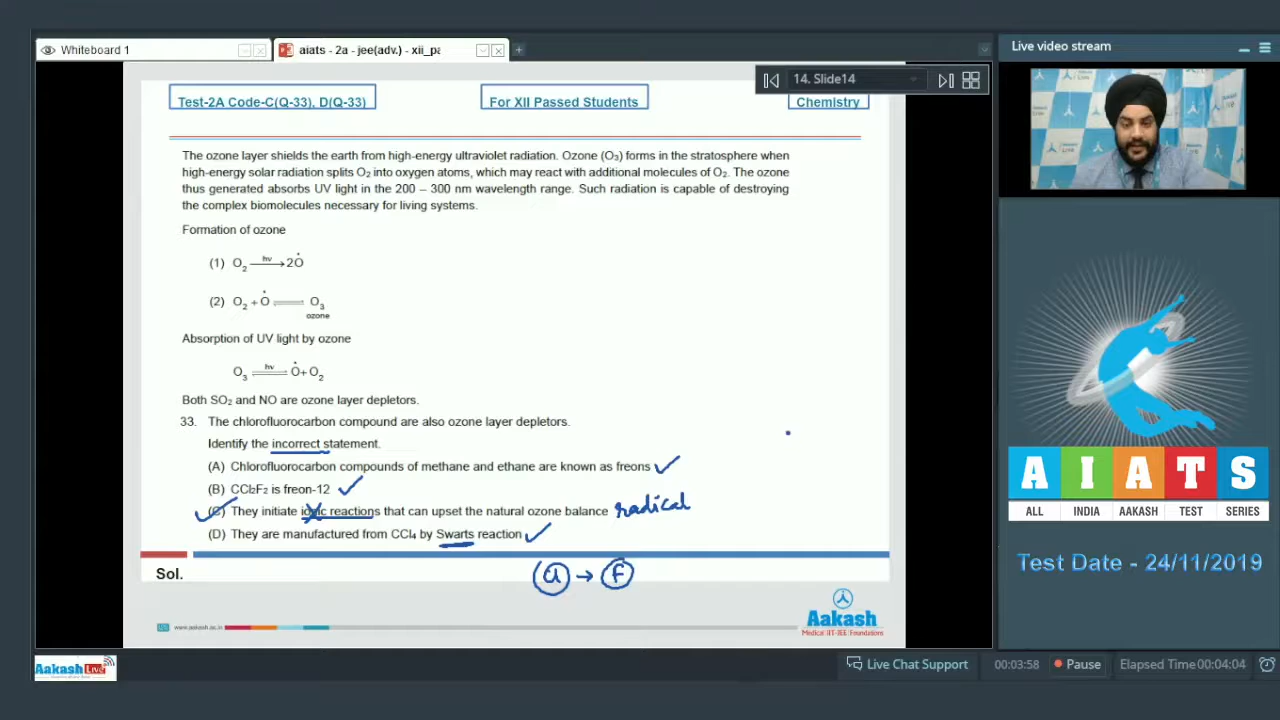 Whiteboard 1
aiats - 2a - jee(adv.) - xii_pa
Live video stream
14. Slide14
Test-2A Code-C(Q-33), D(Q-33)
For XII Passed Students
Chemistry
The ozone layer shields the earth from high-energy ultraviolet radiation. Ozone (O3) forms in the stratosphere when
high-energy solar radiation splits O2 into oxygen atoms, which may react with additional molecules of O2. The ozone
thus generated absorbs UV light in the 200 – 300 nm wavelength range. Such radiation is capable of destroying
the complex biomolecules necessary for living systems.
Formation of ozone
(1) O2 —hv→ 2Ȯ
(2) O2 + Ȯ ⇌ O3
ozone
Absorption of UV light by ozone
O3 ⇌hv Ȯ + O2
Both SO2 and NO are ozone layer depletors.
33. The chlorofluorocarbon compound are also ozone layer depletors.
Identify the incorrect statement.
(A) Chlorofluorocarbon compounds of methane and ethane are known as freons ✓
(B) CCl2F2 is freon-12 ✓
(C) They initiate ionic reactions that can upset the natural ozone balance radical
(D) They are manufactured from CCl4 by Swarts reaction ✓
Sol.
Cl → F
www.aakash.ac.in
Aakash
Medical IIT-JEE Foundations
A I A T S
ALL INDIA AAKASH TEST SERIES
Test Date - 24/11/2019
Aakash Live
Live Chat Support
00:03:58
Pause
Elapsed Time 00:04:04